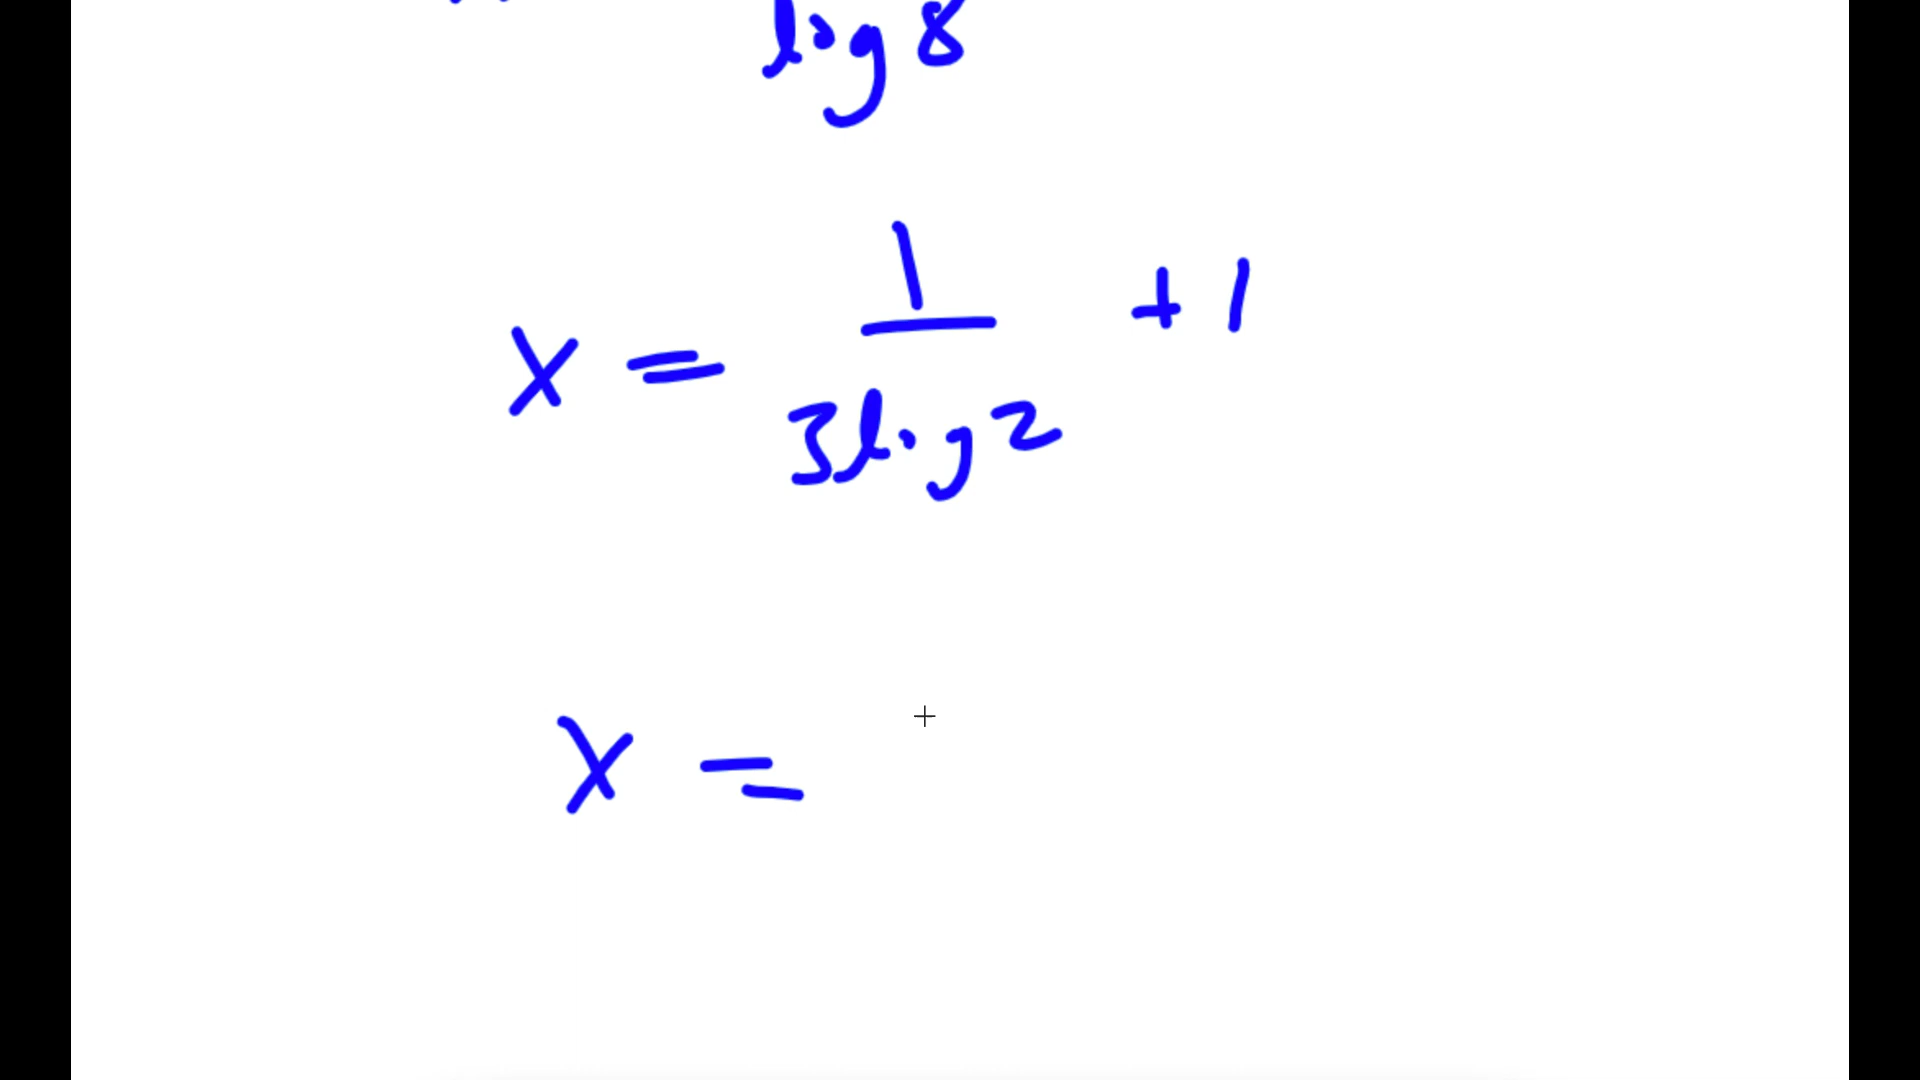 log 8
x = 1/(3log2) + 1
x =